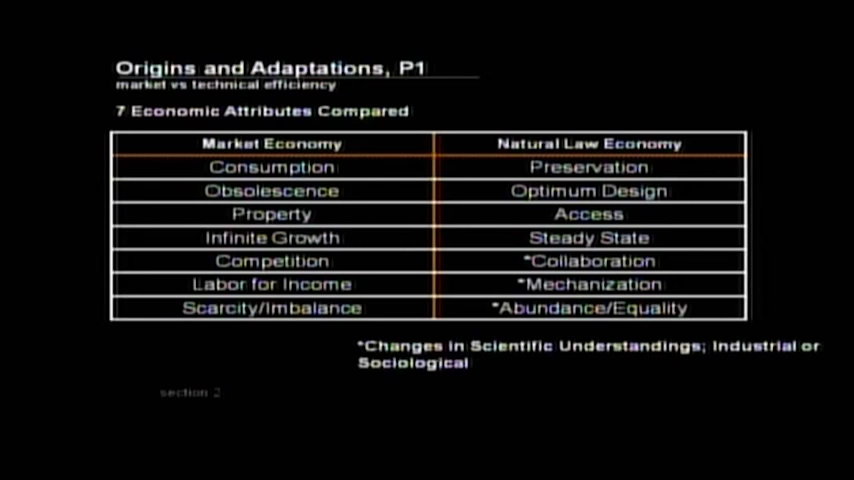 Origins and Adaptations, P1
market vs technical efficiency
7 Economic Attributes Compared
Market Economy Natural Law Economy
Consumption Preservation
Obsolescence Optimum Design
Property Access
Infinite Growth Steady State
Competition *Collaboration
Labor for Income *Mechanization
Scarcity/Imbalance *Abundance/Equality
*Changes in Scientific Understandings; Industrial or
Sociological
section 2